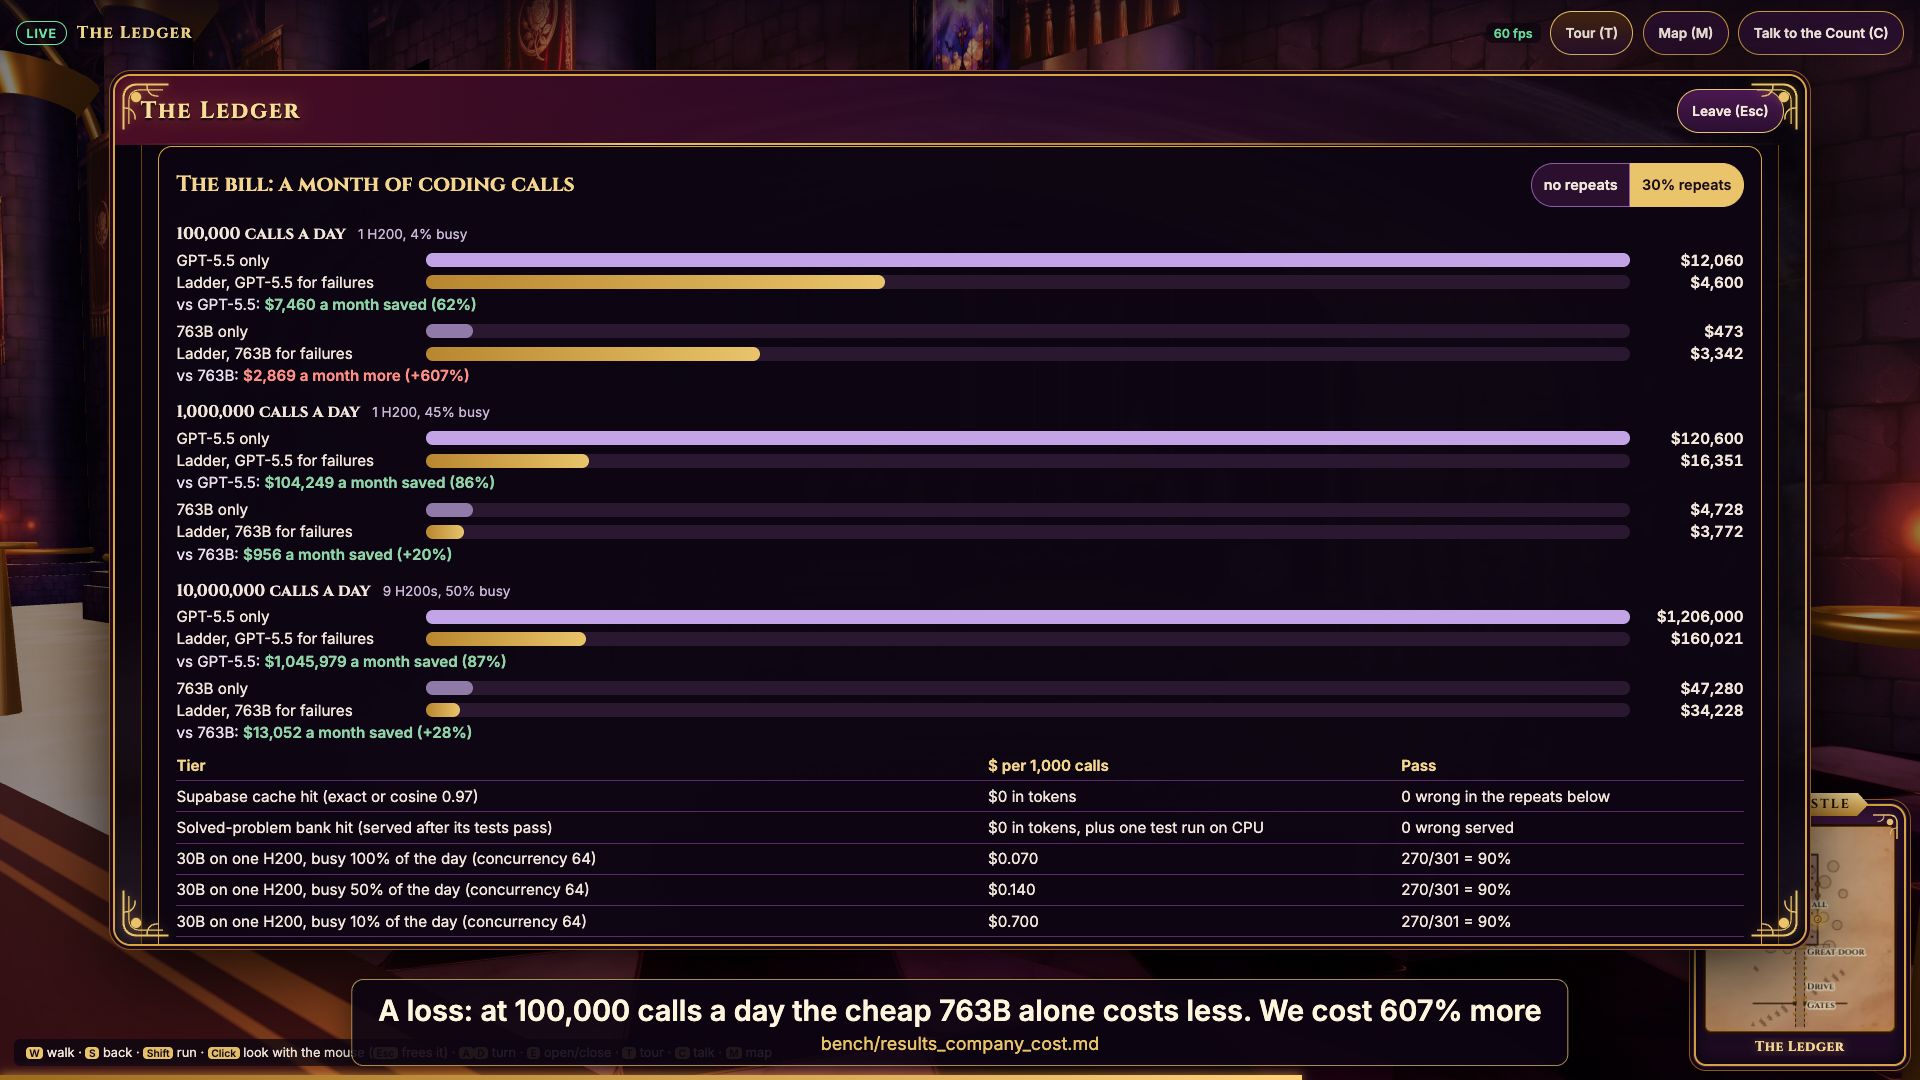 LIVE THE LEDGER
60 fps Tour (T) Map (M) Talk to the Count (C)
THE LEDGER
Leave (Esc)
THE BILL: A MONTH OF CODING CALLS
no repeats 30% repeats
100,000 CALLS A DAY 1 H200, 4% busy
GPT-5.5 only $12,060
Ladder, GPT-5.5 for failures $4,600
vs GPT-5.5: $7,460 a month saved (62%)
763B only $473
Ladder, 763B for failures $3,342
vs 763B: $2,869 a month more (+607%)
1,000,000 CALLS A DAY 1 H200, 45% busy
GPT-5.5 only $120,600
Ladder, GPT-5.5 for failures $16,351
vs GPT-5.5: $104,249 a month saved (86%)
763B only $4,728
Ladder, 763B for failures $3,772
vs 763B: $956 a month saved (+20%)
10,000,000 CALLS A DAY 9 H200s, 50% busy
GPT-5.5 only $1,206,000
Ladder, GPT-5.5 for failures $160,021
vs GPT-5.5: $1,045,979 a month saved (87%)
763B only $47,280
Ladder, 763B for failures $34,228
vs 763B: $13,052 a month saved (+28%)
Tier $ per 1,000 calls Pass
Supabase cache hit (exact or cosine 0.97) $0 in tokens 0 wrong in the repeats below
Solved-problem bank hit (served after its tests pass) $0 in tokens, plus one test run on CPU 0 wrong served
30B on one H200, busy 100% of the day (concurrency 64) $0.070 270/301 = 90%
30B on one H200, busy 50% of the day (concurrency 64) $0.140 270/301 = 90%
30B on one H200, busy 10% of the day (concurrency 64) $0.700 270/301 = 90%
STLE
ALL
GREAT DOOR
DRIVE
GATES
THE LEDGER
A loss: at 100,000 calls a day the cheap 763B alone costs less. We cost 607% more
bench/results_company_cost.md
W walk · S back · Shift run · Click look with the mouse (Esc frees it) · A D turn · E open/close · T tour · C talk · M map